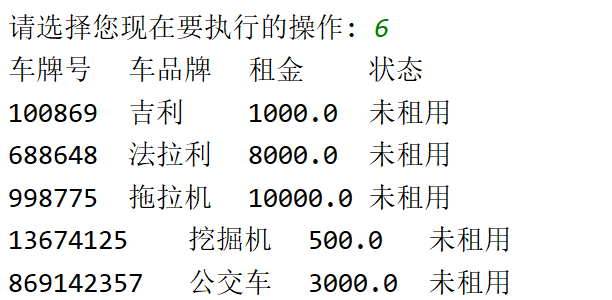 请选择您现在要执行的操作: 6
车牌号 车品牌 租金 状态
100869 吉利 1000.0 未租用
688648 法拉利 8000.0 未租用
998775 拖拉机 10000.0 未租用
13674125 挖掘机 500.0 未租用
869142357 公交车 3000.0 未租用